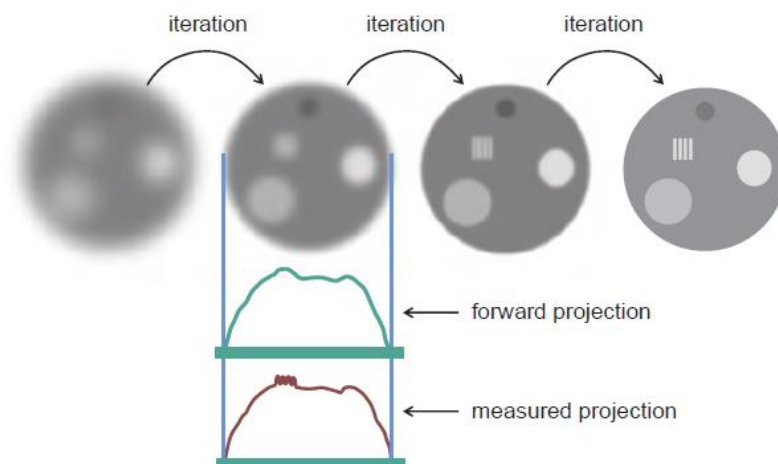 iteration
iteration
iteration
forward projection
measured projection